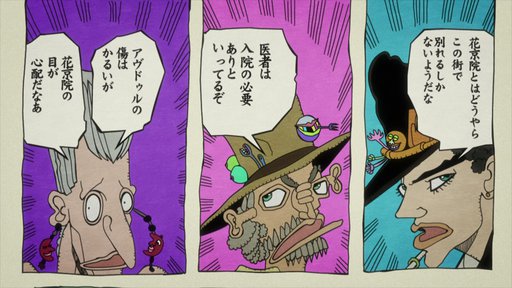 花京院とはどうやら
この街で
別れるしか
ないようだな
医者は
入院の必要
ありと
いってるぞ
アヴドゥルの
傷は
かるいが
花京院の
目が
心配だなあ